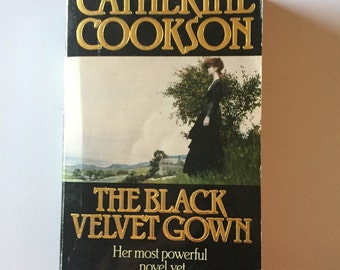 CATHERINE
COOKSON
THE BLACK
VELVET GOWN
Her most powerful
novel yet